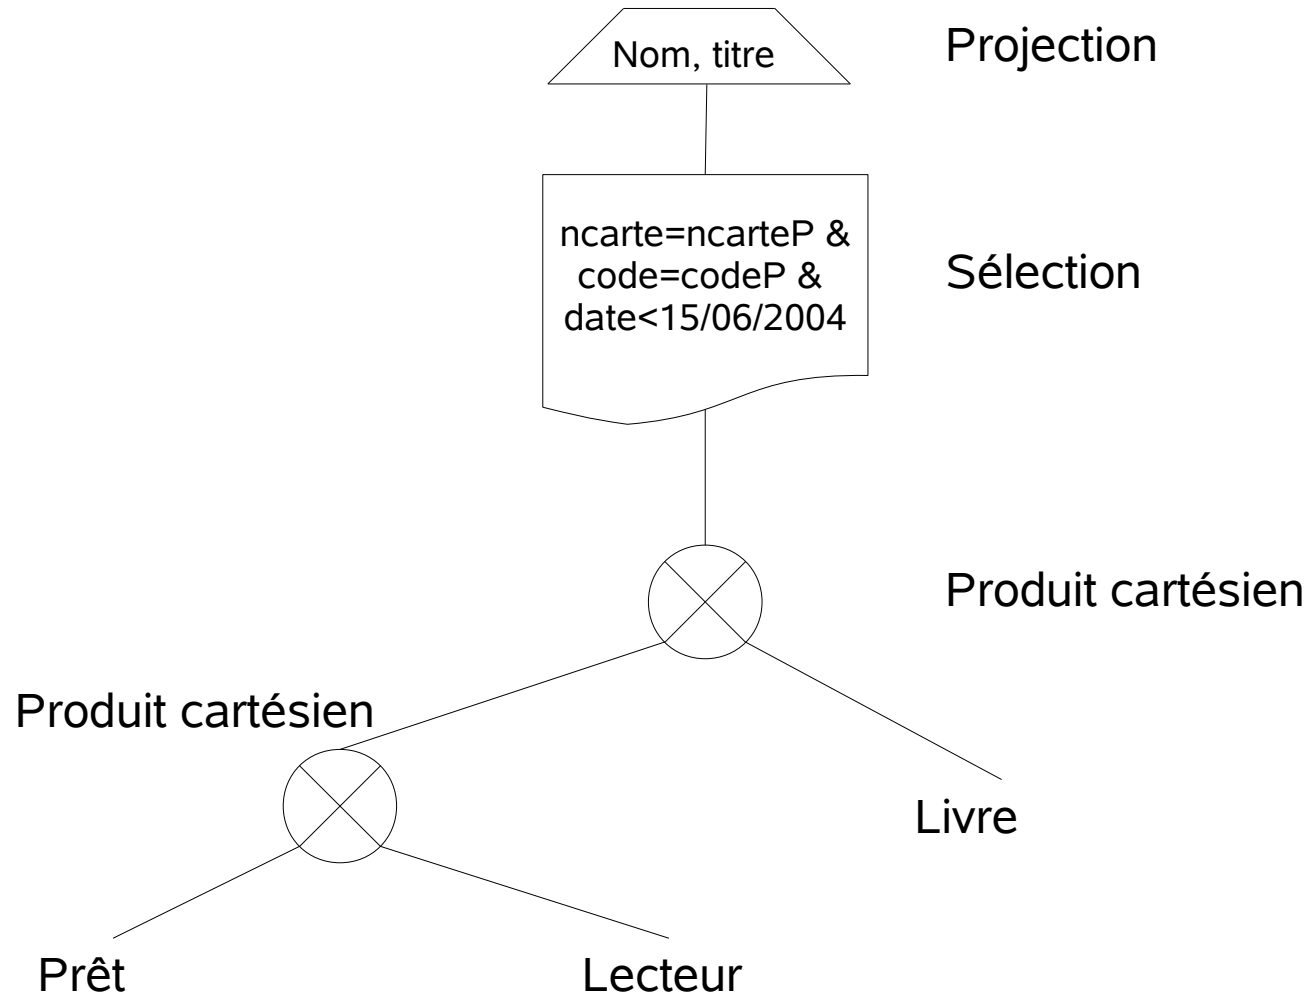 Nom, titre
Projection
ncarte=ncarteP &
code=codeP &
date<15/06/2004
Sélection
Produit cartésien
Produit cartésien
Livre
Prêt
Lecteur